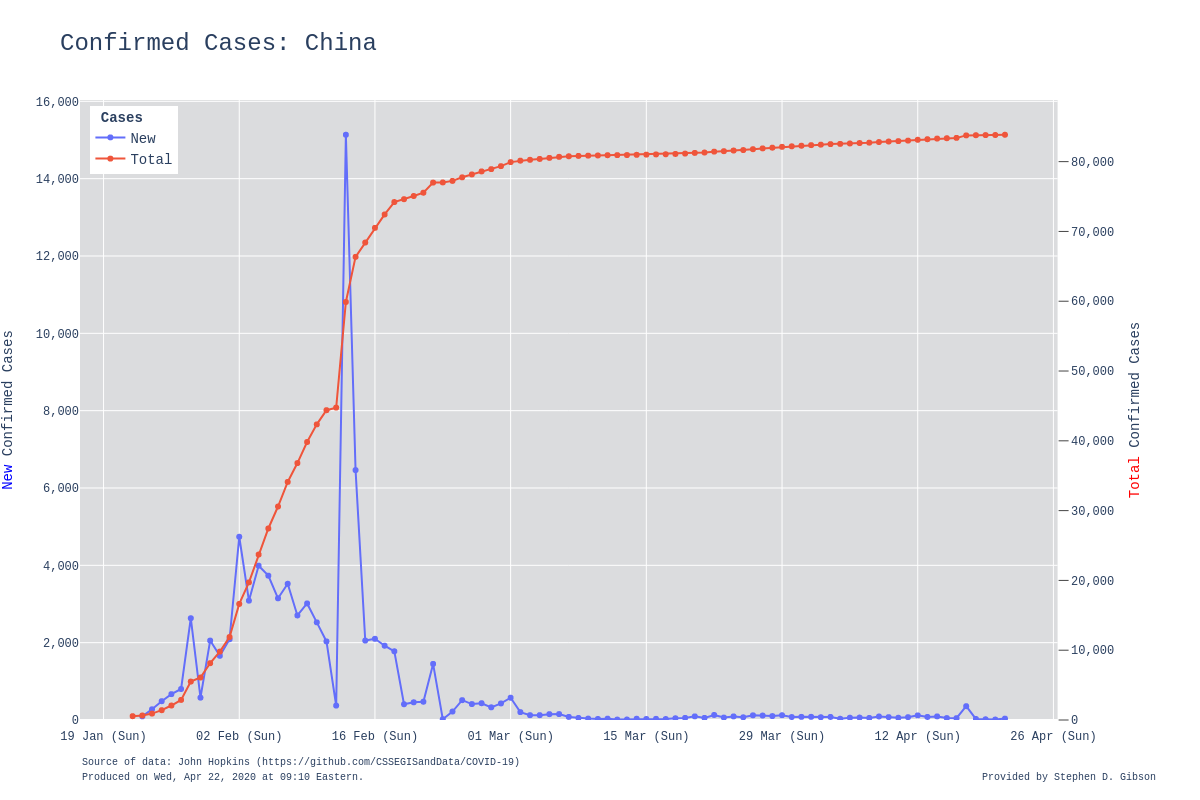 Confirmed Cases: China
Cases
New
Total
16,000
14,000
12,000
10,000
8,000
6,000
4,000
2,000
0
New Confirmed Cases
80,000
70,000
60,000
50,000
40,000
30,000
20,000
10,000
0
Total Confirmed Cases
19 Jan (Sun) 02 Feb (Sun) 16 Feb (Sun) 01 Mar (Sun) 15 Mar (Sun) 29 Mar (Sun) 12 Apr (Sun) 26 Apr (Sun)
Source of data: John Hopkins (https://github.com/CSSEGISandData/COVID-19)
Produced on Wed, Apr 22, 2020 at 09:10 Eastern.
Provided by Stephen D. Gibson